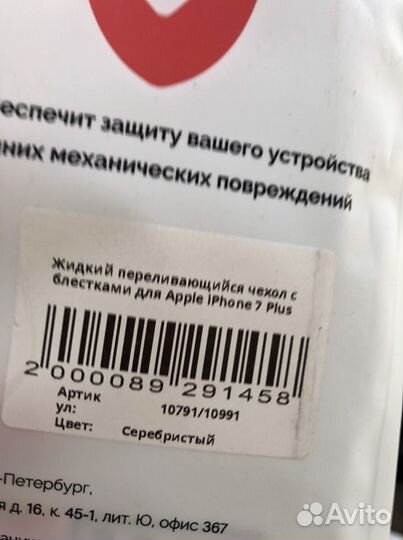 еспечит защиту вашего устройства
них механических повреждений
Жидкий переливающийся чехол с
блестками для Apple iPhone 7 Plus
2 000089 291458
Артик
ул: 10791/10991
Цвет: Серебристый
-Петербург,
я д. 16, к. 45-1, лит. Ю, офис 367
Avito